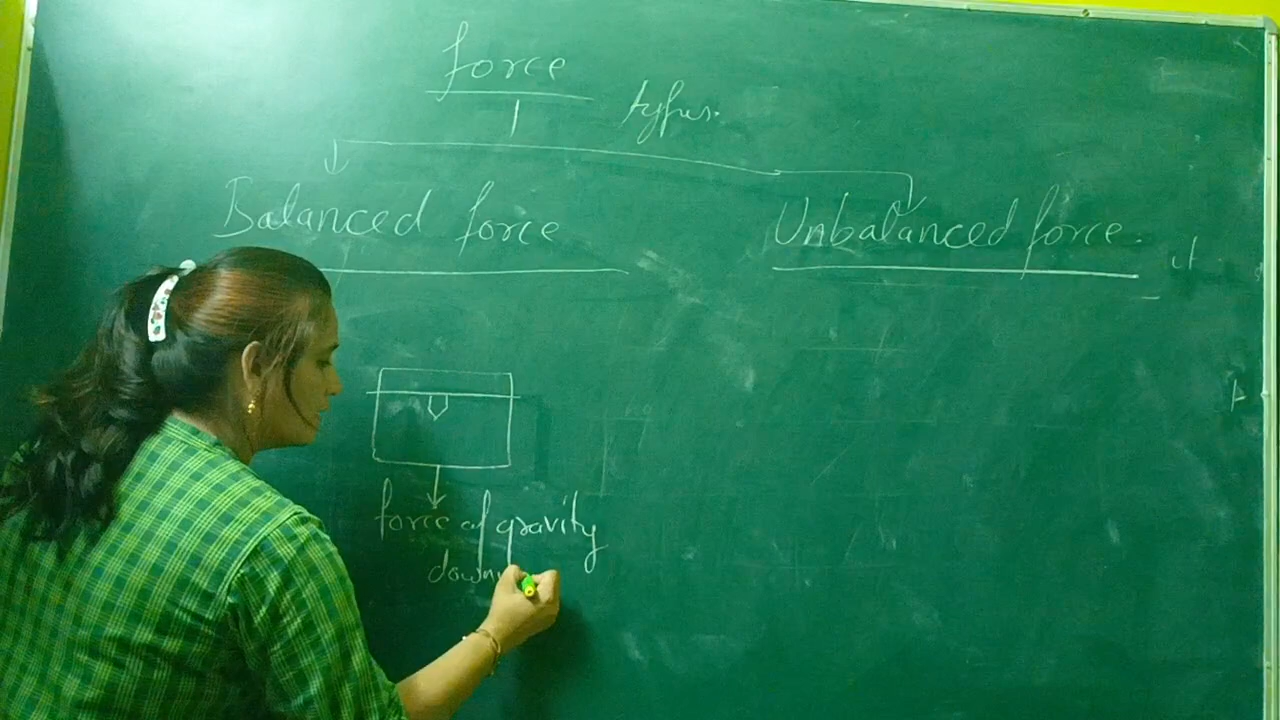 force
types.
Balanced force
Unbalanced force.
force of gravity
down